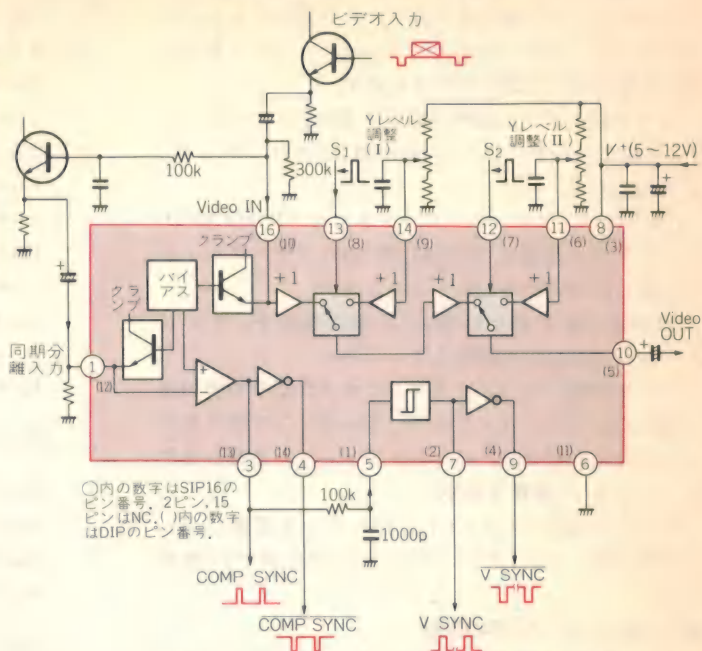 ビデオ入力
Yレベル
調整
(I)
Yレベル
調整(II)
V⁺(5～12V)
100k
300k
S₁
S₂
Video IN
16
(10)
13
(8)
14
(9)
12
(7)
11
(6)
8
(3)
クランプ
バイ
アス
+1
+1
+1
+1
クラ
ンプ
Video
OUT
+
10
(5)
同期分
離入力
+
1
(12)
+
−
(13)
(14)
(1)
(2)
(4)
(11)
3
4
5
7
9
6
○内の数字はSIP16の
ピン番号．2ピン，15
ピンはNC．( )内の数字
はDIPのピン番号．
100k
1000p
COMP SYNC
COMP SYNC
V SYNC
V SYNC